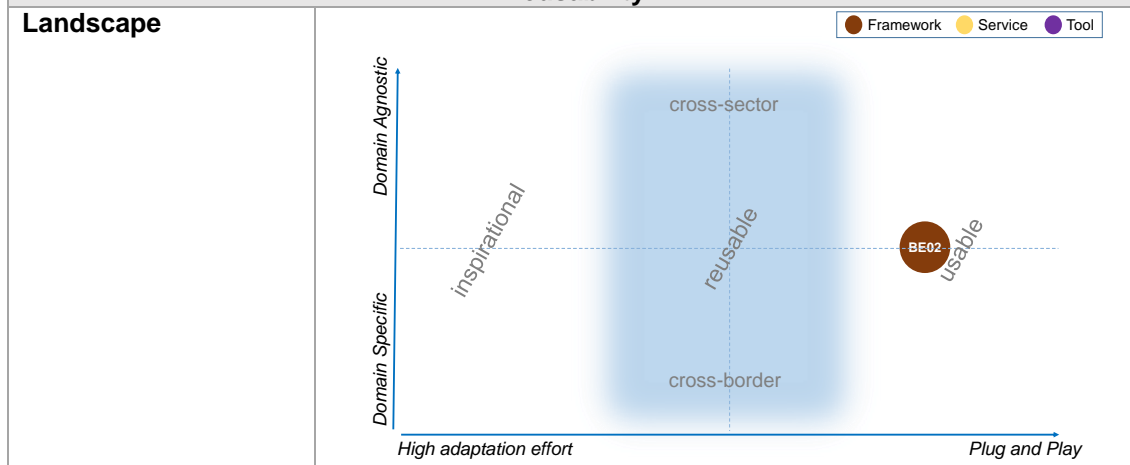 Landscape
Framework Service Tool
Domain Agnostic
cross-sector
inspirational
reusable
BE02
usable
Domain Specific
cross-border
High adaptation effort
Plug and Play